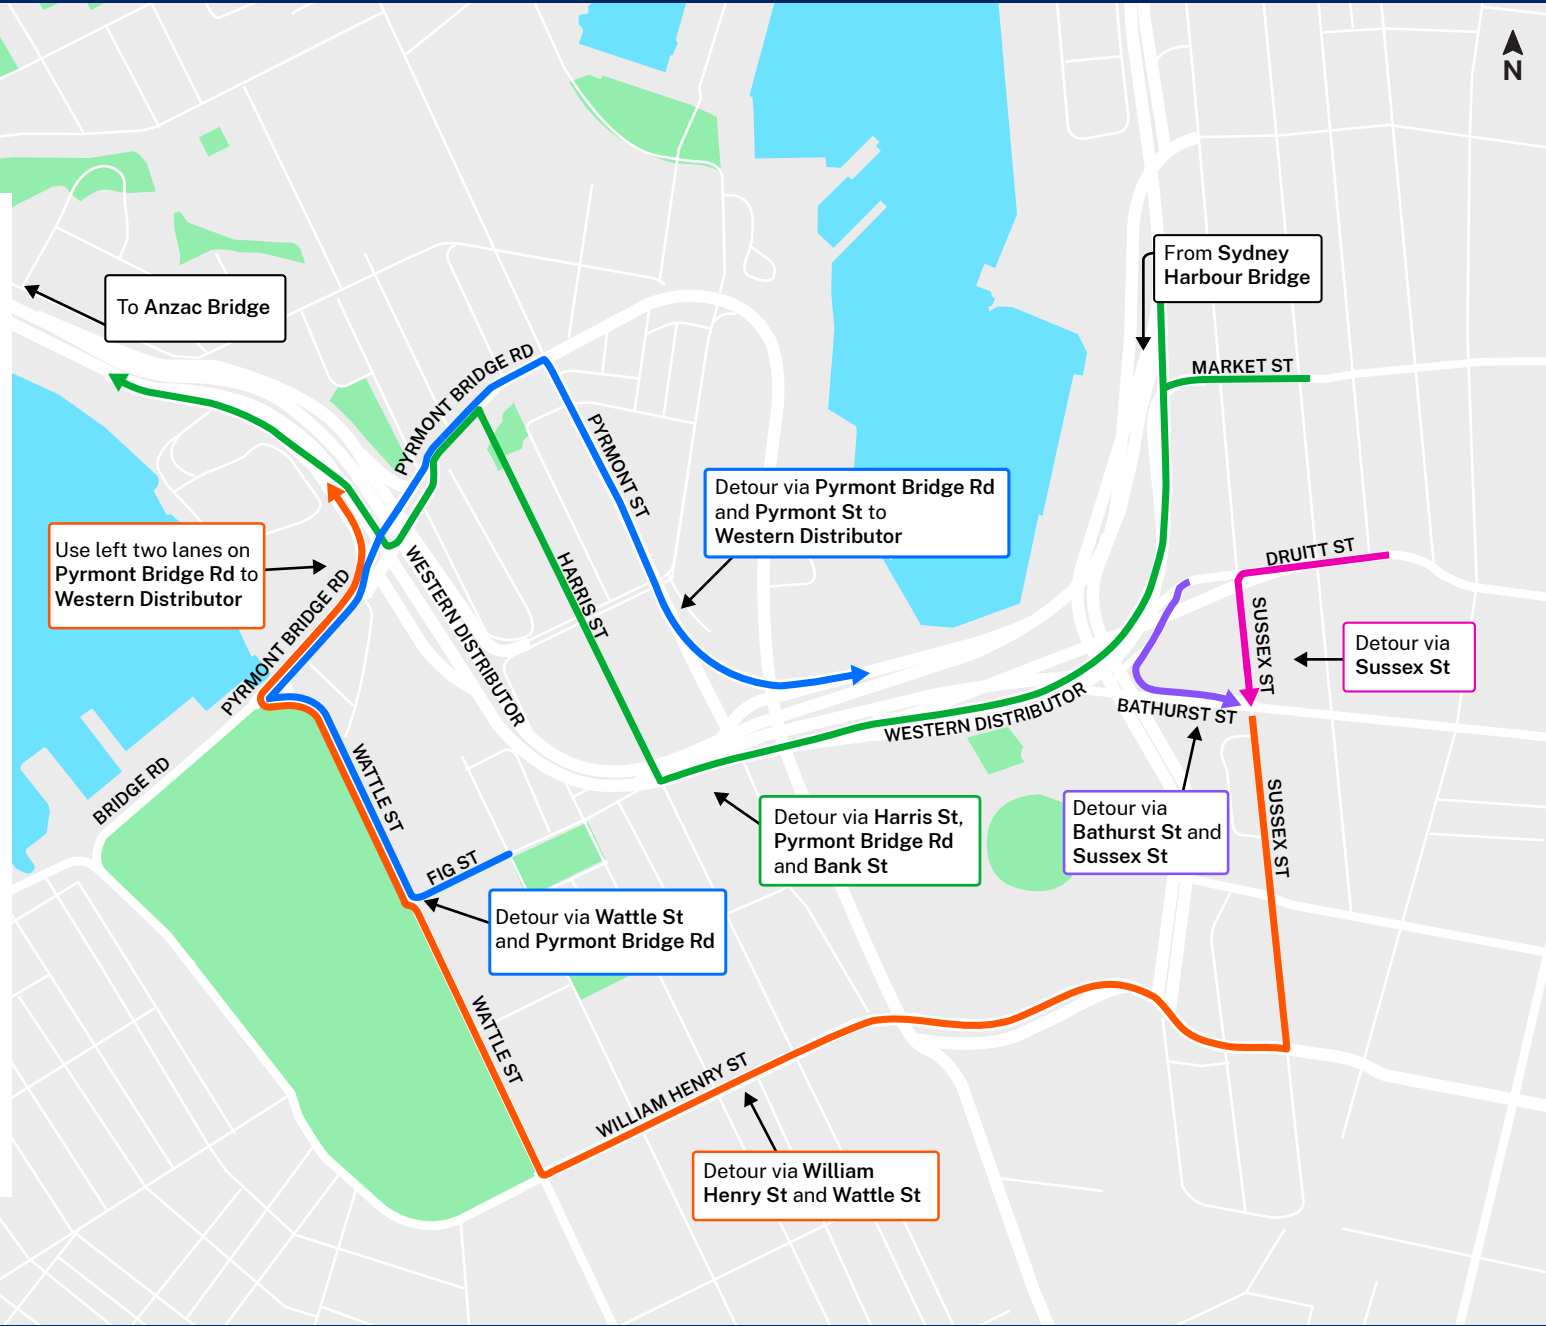 N
From Sydney
Harbour Bridge
To Anzac Bridge
MARKET ST
PYRMONT BRIDGE RD
PYRMONT ST
Detour via Pyrmont Bridge Rd
and Pyrmont St to
Western Distributor
Use left two lanes on
Pyrmont Bridge Rd to
Western Distributor
DRUITT ST
HARRIS ST
WESTERN DISTRIBUTOR
PYRMONT BRIDGE RD
SUSSEX ST
Detour via
Sussex St
WESTERN DISTRIBUTOR
BATHURST ST
BRIDGE RD
WATTLE ST
Detour via Harris St,
Pyrmont Bridge Rd
and Bank St
Detour via
Bathurst St and
Sussex St
SUSSEX ST
FIG ST
Detour via Wattle St
and Pyrmont Bridge Rd
WATTLE ST
WILLIAM HENRY ST
Detour via William
Henry St and Wattle St